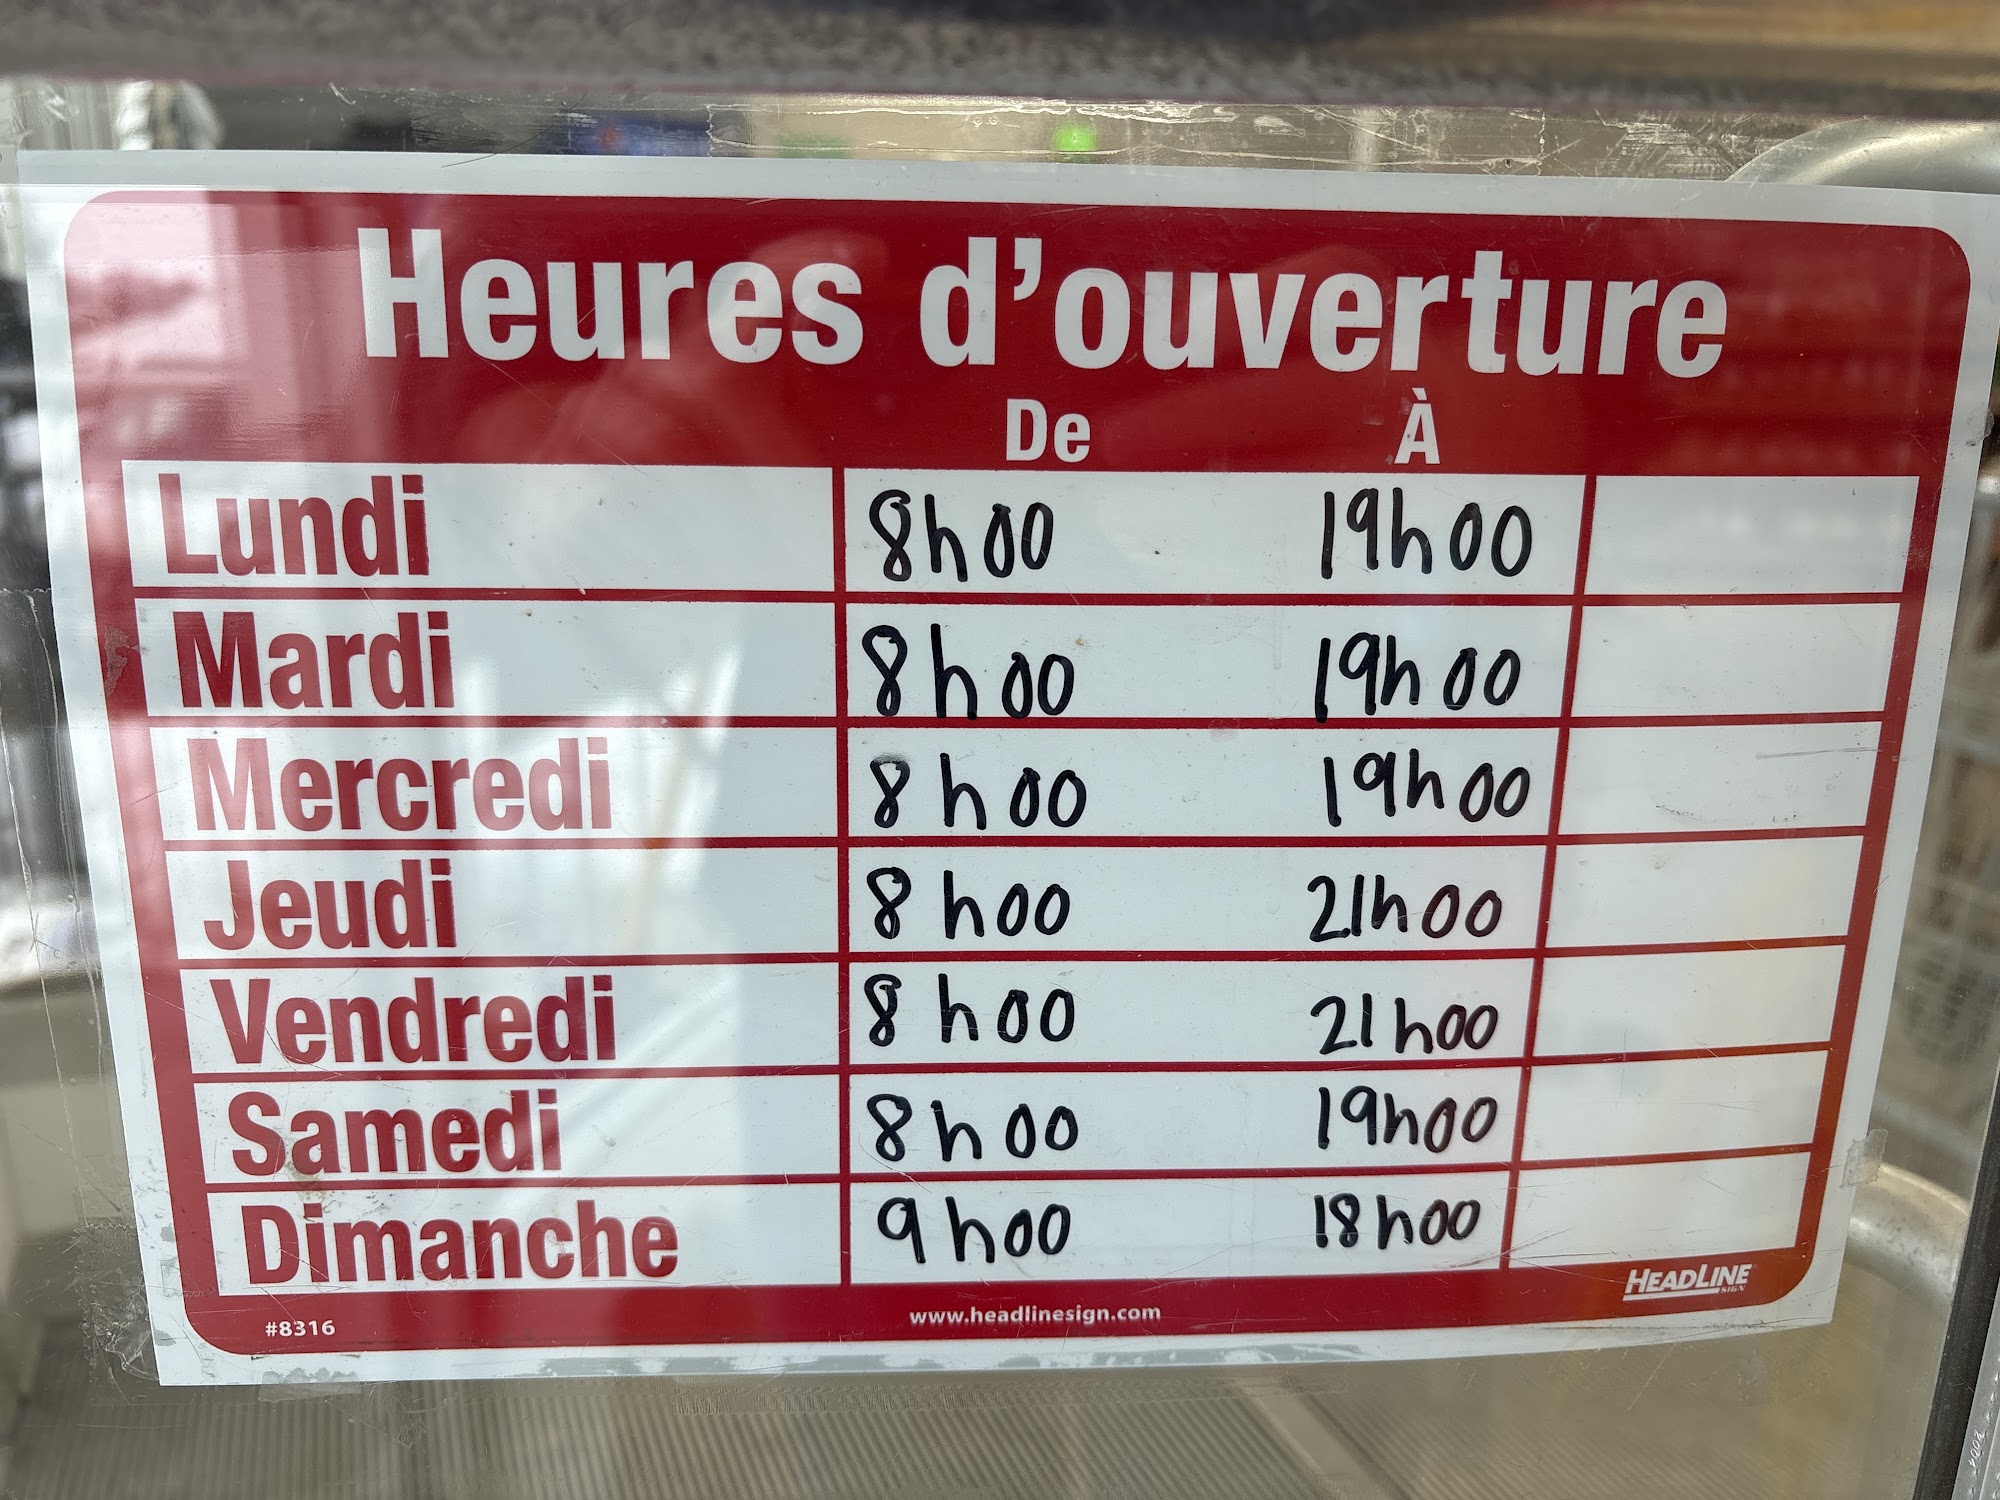 Heures d'ouverture
De À
Lundi 8h00 19h00
Mardi 8h00 19h00
Mercredi 8h00 19h00
Jeudi 8h00 21h00
Vendredi 8h00 21h00
Samedi 8h00 19h00
Dimanche 9h00 18h00
HEADLINE
SIGN
#8316 www.headlinesign.com